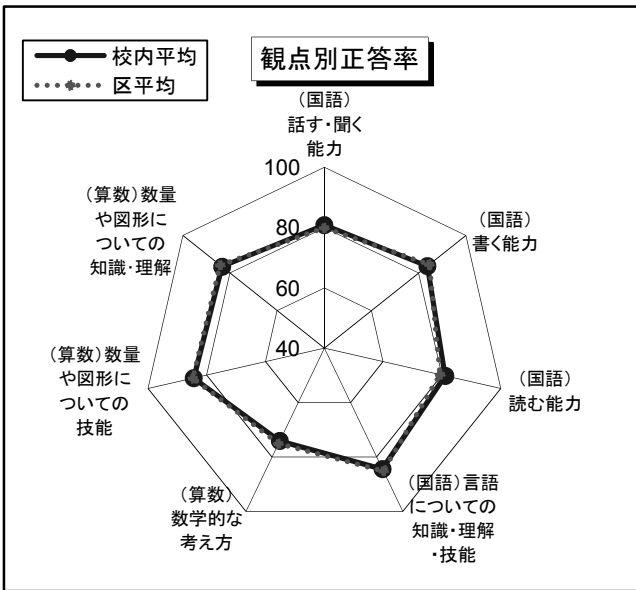 校内平均
区平均
観点別正答率
（国語）
話す・聞く
能力
（国語）
書く能力
（国語）
読む能力
（国語）言語
についての
知識・理解
・技能
（算数）
数学的な
考え方
（算数）数量
や図形に
ついての
技能
（算数）数量
や図形に
ついての
知識・理解
100
80
60
40